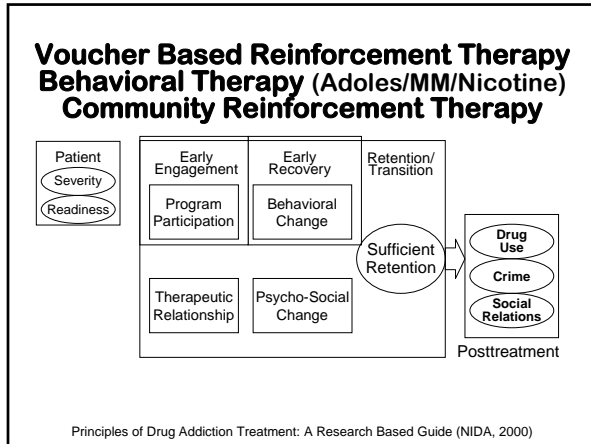 Voucher Based Reinforcement Therapy
Behavioral Therapy (Adoles/MM/Nicotine)
Community Reinforcement Therapy
Patient
Severity
Readiness
Early
Engagement
Program
Participation
Therapeutic
Relationship
Early
Recovery
Behavioral
Change
Psycho-Social
Change
Retention/
Transition
Sufficient
Retention
Drug
Use
Crime
Social
Relations
Posttreatment
Principles of Drug Addiction Treatment: A Research Based Guide (NIDA, 2000)